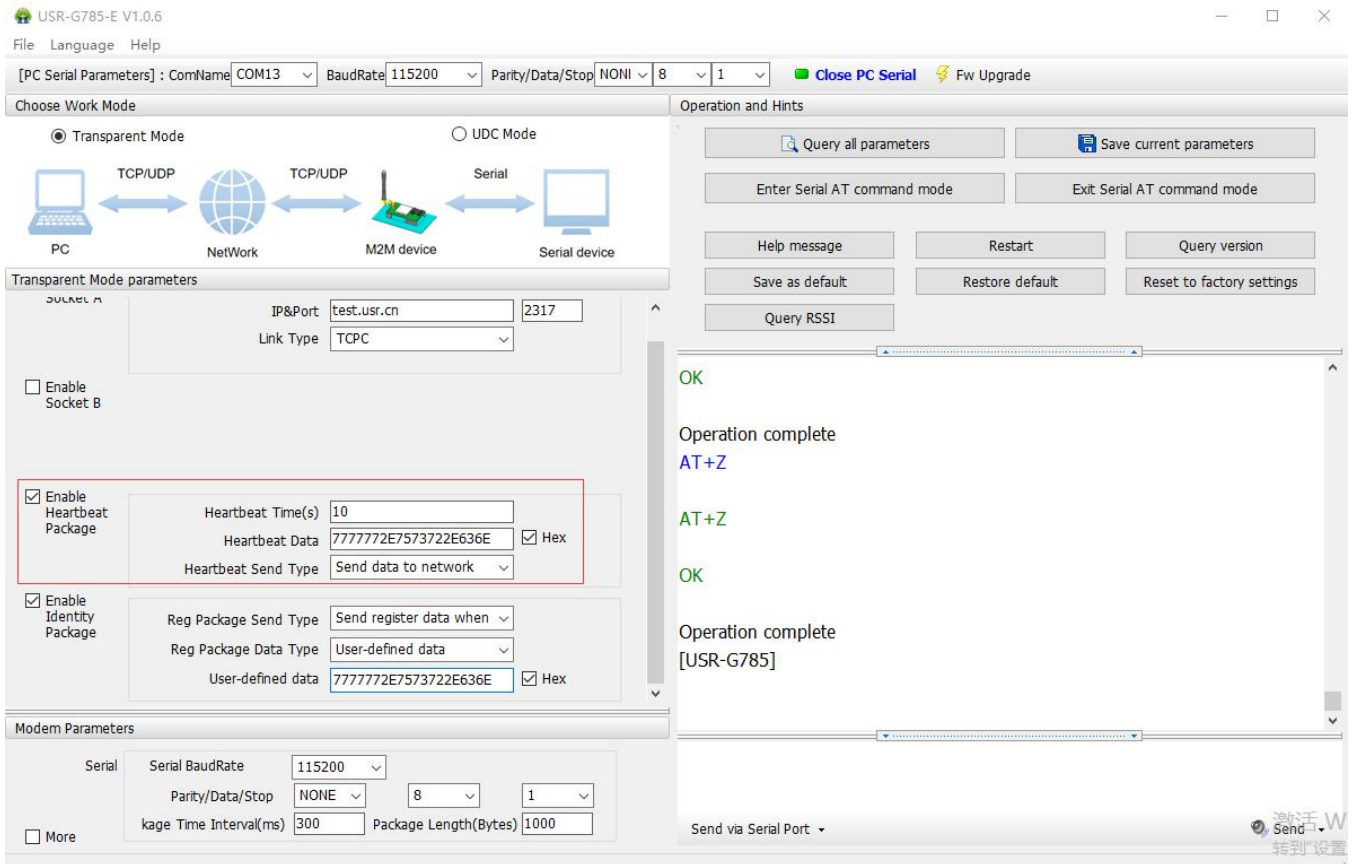 USR-G785-E V1.0.6
File Language Help
[PC Serial Parameters] : ComName COM13 BaudRate 115200 Parity/Data/Stop NONI 8 1 Close PC Serial Fw Upgrade
Choose Work Mode
Transparent Mode UDC Mode
TCP/UDP TCP/UDP Serial
PC NetWork M2M device Serial device
Transparent Mode parameters
Socket A
IP&Port test.usr.cn 2317
Link Type TCPC
Enable
Socket B
Enable
Heartbeat
Package
Heartbeat Time(s) 10
Heartbeat Data 7777772E7573722E636E Hex
Heartbeat Send Type Send data to network
Enable
Identity
Package
Reg Package Send Type Send register data when
Reg Package Data Type User-defined data
User-defined data 7777772E7573722E636E Hex
Modem Parameters
Serial Serial BaudRate 115200
Parity/Data/Stop NONE 8 1
kage Time Interval(ms) 300 Package Length(Bytes) 1000
More
Operation and Hints
Query all parameters Save current parameters
Enter Serial AT command mode Exit Serial AT command mode
Help message Restart Query version
Save as default Restore default Reset to factory settings
Query RSSI
OK
Operation complete
AT+Z
AT+Z
OK
Operation complete
[USR-G785]
Send via Serial Port Send
激活 W
转到"设置